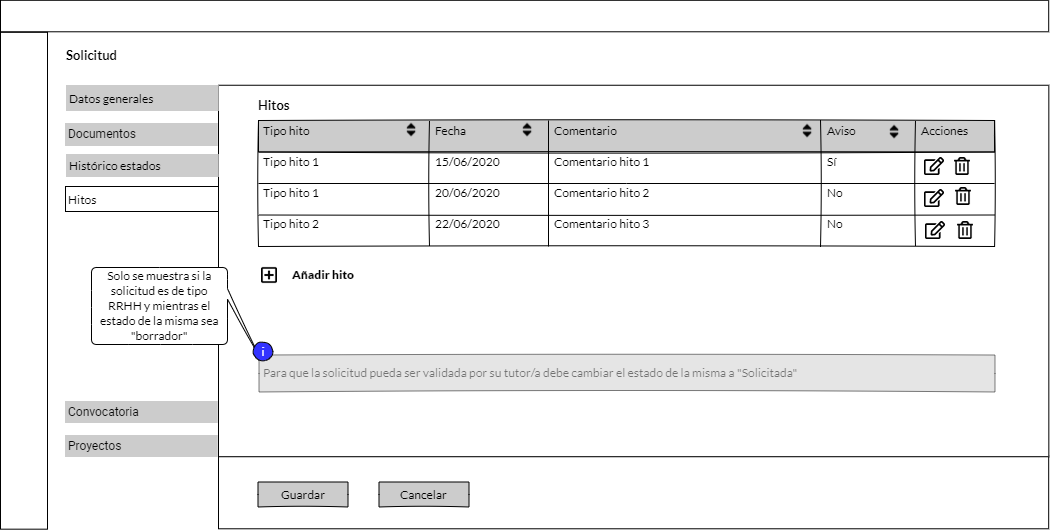 Solicitud
Datos generales
Documentos
Histórico estados
Hitos
Hitos
Tipo hito Fecha Comentario Aviso Acciones
Tipo hito 1 15/06/2020 Comentario hito 1 Sí
Tipo hito 1 20/06/2020 Comentario hito 2 No
Tipo hito 2 22/06/2020 Comentario hito 3 No
Añadir hito
Solo se muestra si la
solicitud es de tipo
RRHH y mientras el
estado de la misma sea
"borrador"
i
Para que la solicitud pueda ser validada por su tutor/a debe cambiar el estado de la misma a "Solicitada"
Convocatoria
Proyectos
Guardar Cancelar